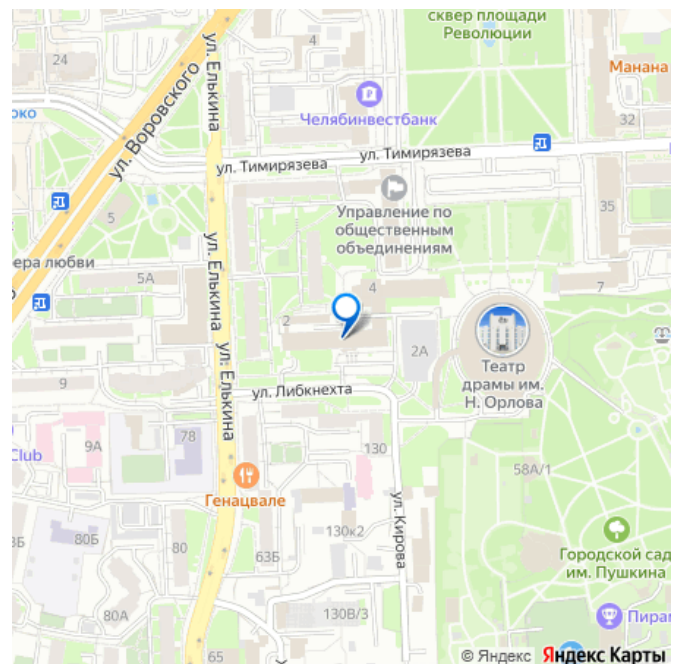 сквер площади
Революции
24
4
ул. Елькина
Манана
ул. Воровского
Челябинвестбанк
32
око
ул. Тимирязева
ул. Тимирязева
Управление по
общественным
объединениям
35
5
ул. Елькина
ера любви
5А
4
7
2
2А
Театр
драмы им.
Н. Орлова
ул. Елькина
9
ул. Либкнехта
78
9А
130
Club
58А/1
Генацвале
ул. Кирова
130к2
80Б
80
63Б
Городской сад
им. Пушкина
80А
130В/3
Пирам
65
© Яндекс Яндекс Карты